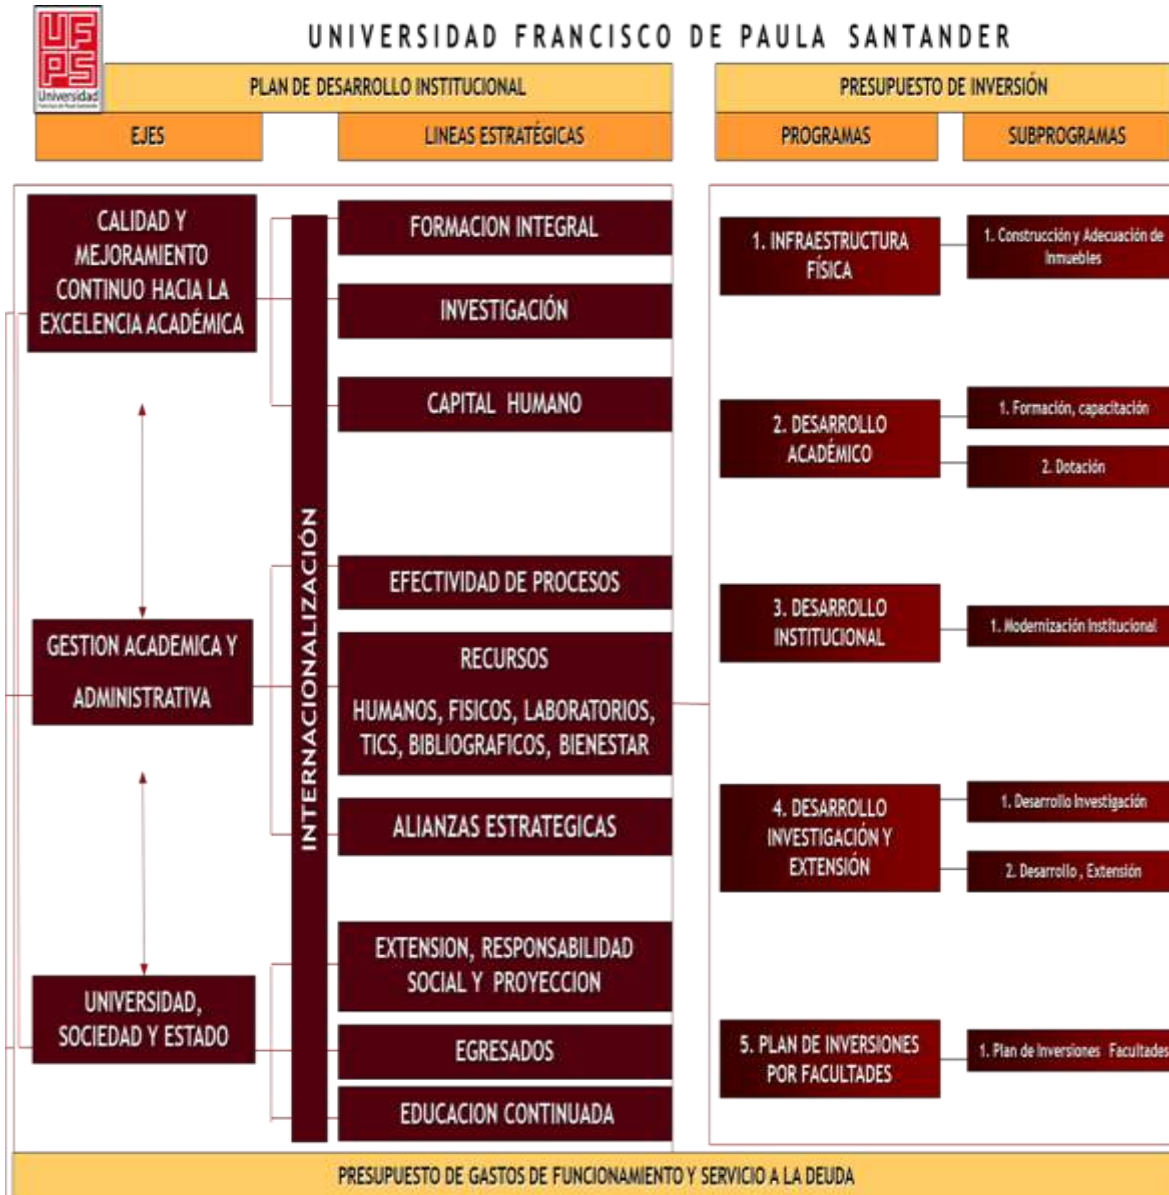 UFPS
Universidad
Francisco de Paula Santander
UNIVERSIDAD FRANCISCO DE PAULA SANTANDER
PLAN DE DESARROLLO INSTITUCIONAL
PRESUPUESTO DE INVERSIÓN
EJES
LINEAS ESTRATÉGICAS
PROGRAMAS
SUBPROGRAMAS
CALIDAD Y
MEJORAMIENTO
CONTINUO HACIA LA
EXCELENCIA ACADÉMICA
GESTION ACADEMICA Y
ADMINISTRATIVA
UNIVERSIDAD,
SOCIEDAD Y ESTADO
INTERNACIONALIZACIÓN
FORMACION INTEGRAL
INVESTIGACIÓN
CAPITAL HUMANO
EFECTIVIDAD DE PROCESOS
RECURSOS
HUMANOS, FISICOS, LABORATORIOS,
TICS, BIBLIOGRAFICOS, BIENESTAR
ALIANZAS ESTRATEGICAS
EXTENSION, RESPONSABILIDAD
SOCIAL Y PROYECCION
EGRESADOS
EDUCACION CONTINUADA
1. INFRAESTRUCTURA
FÍSICA
1. Construcción y Adecuación de
Inmuebles
2. DESARROLLO
ACADÉMICO
1. Formación, capacitación
2. Dotación
3. DESARROLLO
INSTITUCIONAL
1. Modernización Institucional
4. DESARROLLO
INVESTIGACIÓN Y
EXTENSIÓN
1. Desarrollo Investigación
2. Desarrollo , Extensión
5. PLAN DE INVERSIONES
POR FACULTADES
1. Plan de Inversiones Facultades
PRESUPUESTO DE GASTOS DE FUNCIONAMIENTO Y SERVICIO A LA DEUDA